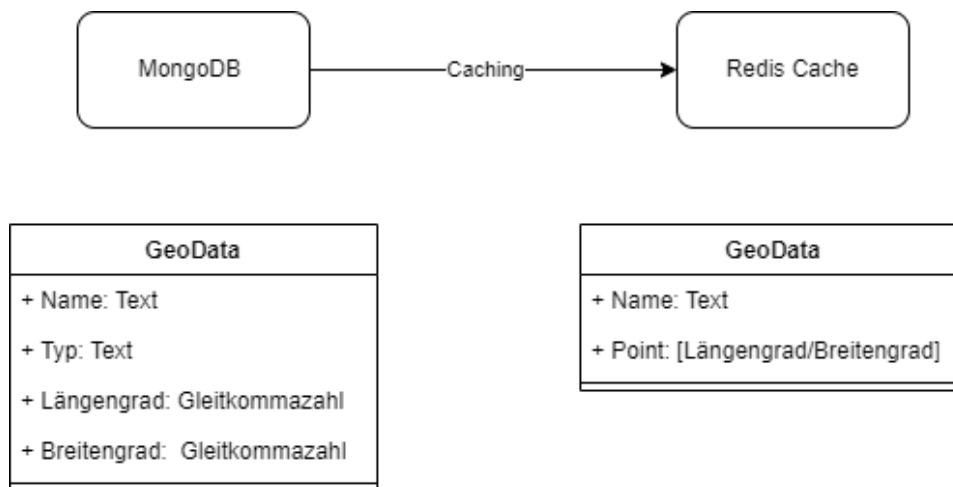 MongoDB
Caching
Redis Cache
GeoData
+ Name: Text
+ Typ: Text
+ Längengrad: Gleitkommazahl
+ Breitengrad: Gleitkommazahl
GeoData
+ Name: Text
+ Point: [Längengrad/Breitengrad]